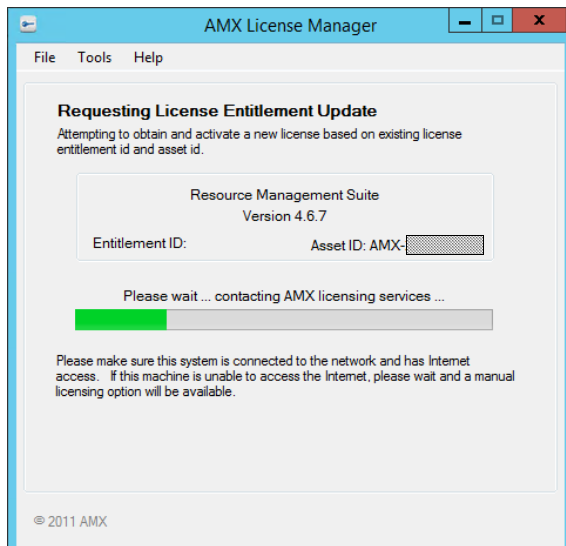 AMX License Manager
File Tools Help
Requesting License Entitlement Update
Attempting to obtain and activate a new license based on existing license
entitlement id and asset id.
Resource Management Suite
Version 4.6.7
Entitlement ID: Asset ID: AMX-
Please wait ... contacting AMX licensing services ...
Please make sure this system is connected to the network and has Internet
access. If this machine is unable to access the Internet, please wait and a manual
licensing option will be available.
© 2011 AMX